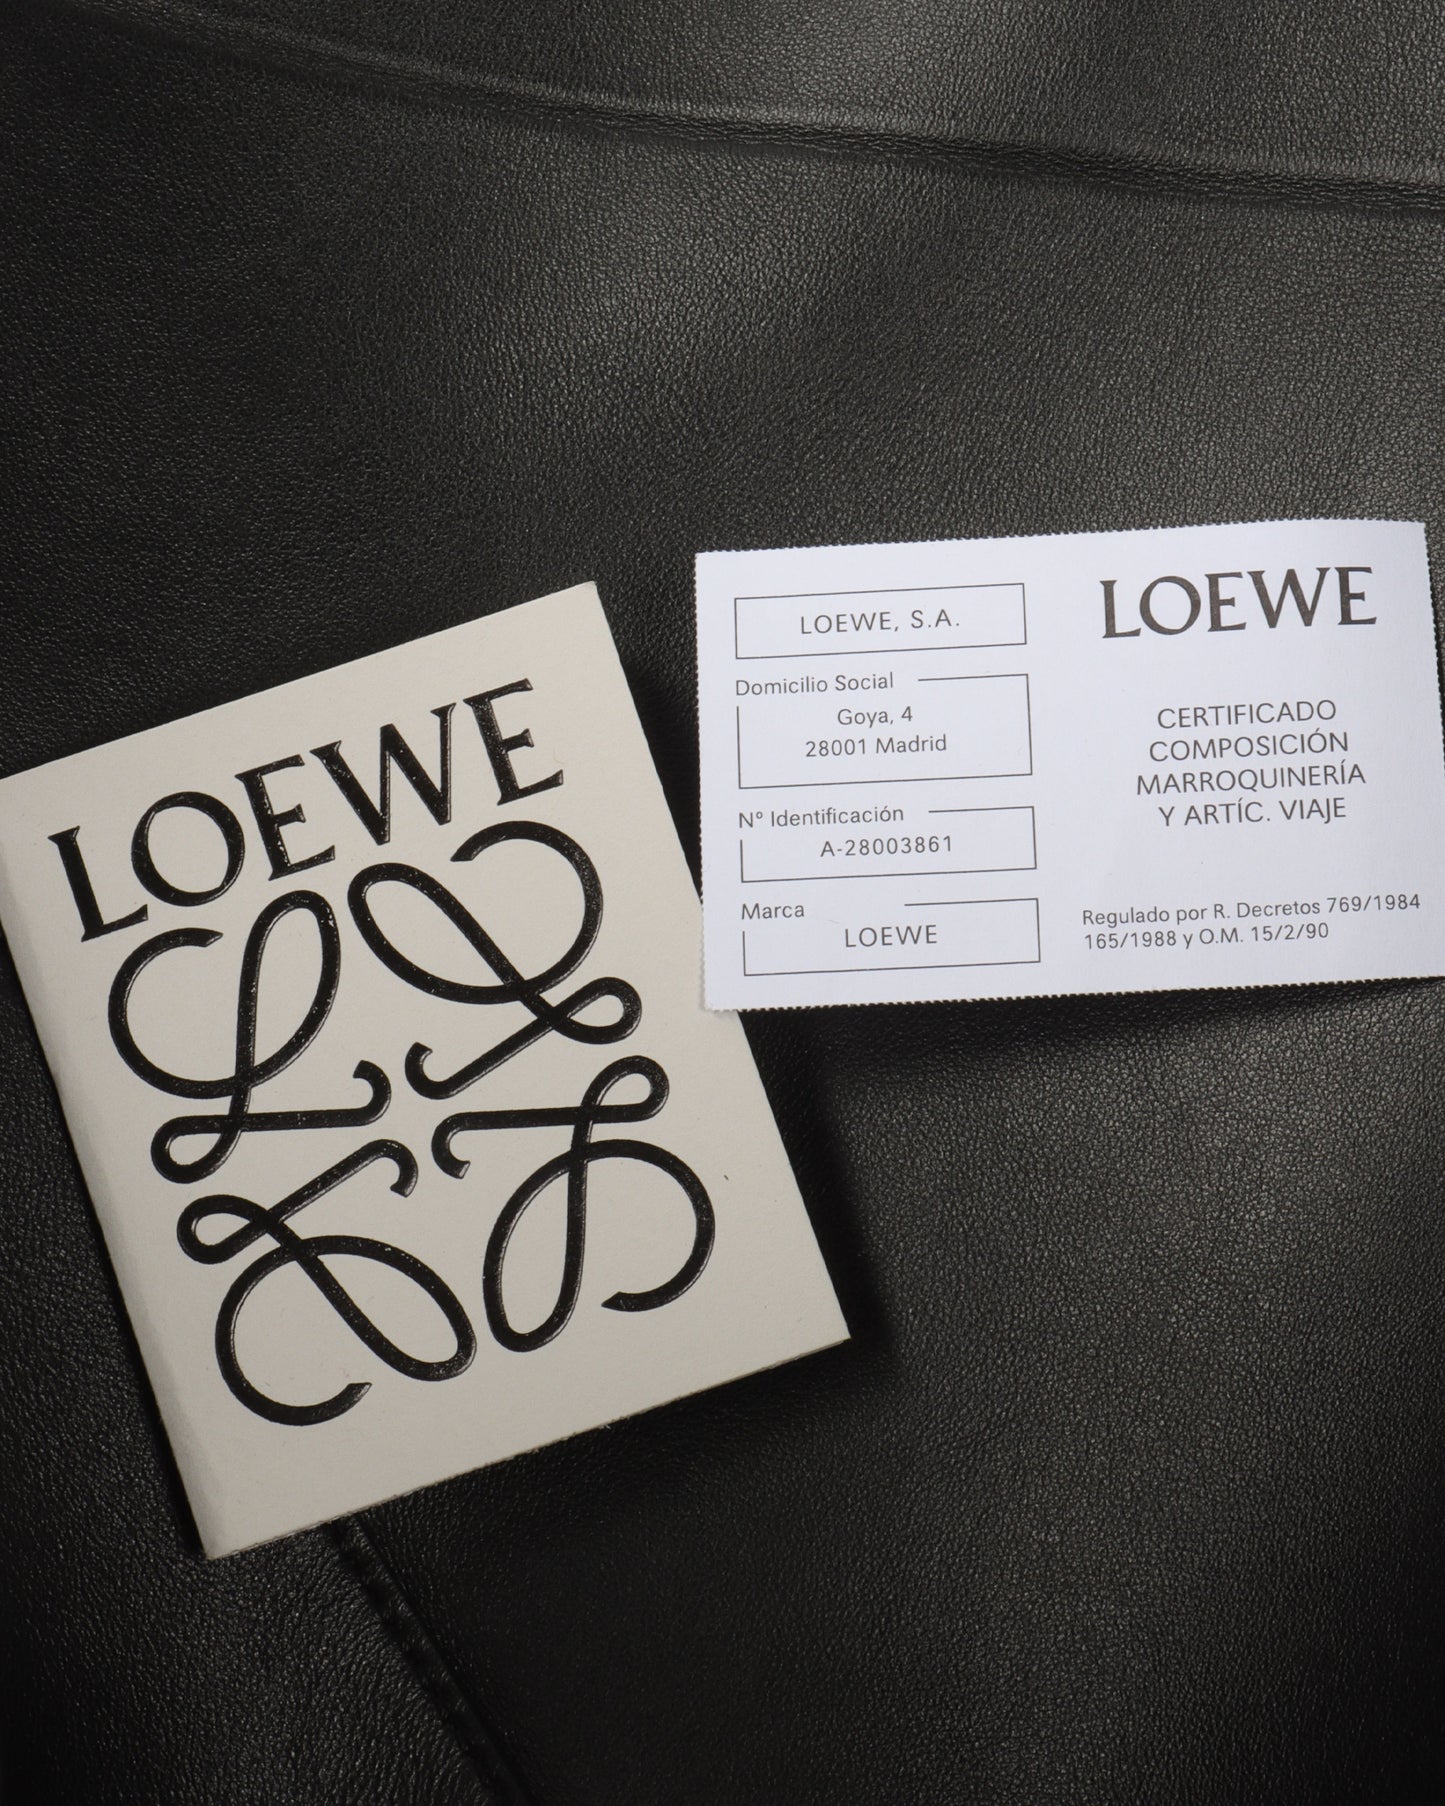 LOEWE
LOEWE, S.A.
Domicilio Social
Goya, 4
28001 Madrid
Nº Identificación
A-28003861
Marca
LOEWE
LOEWE
CERTIFICADO
COMPOSICIÓN
MARROQUINERÍA
Y ARTÍC. VIAJE
Regulado por R. Decretos 769/1984
165/1988 y O.M. 15/2/90